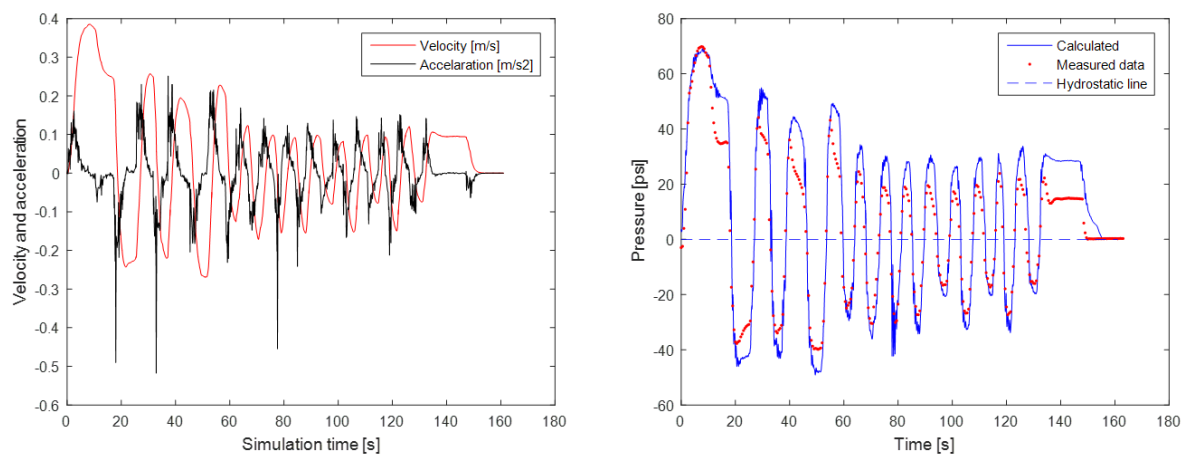 0.4
0.3
0.2
0.1
0
-0.1
-0.2
-0.3
-0.4
-0.5
-0.6
Velocity and acceleration
0 20 40 60 80 100 120 140 160 180
Simulation time [s]
Velocity [m/s]
Accelaration [m/s2]
80
60
40
20
0
-20
-40
-60
Pressure [psi]
0 20 40 60 80 100 120 140 160 180
Time [s]
Calculated
Measured data
Hydrostatic line